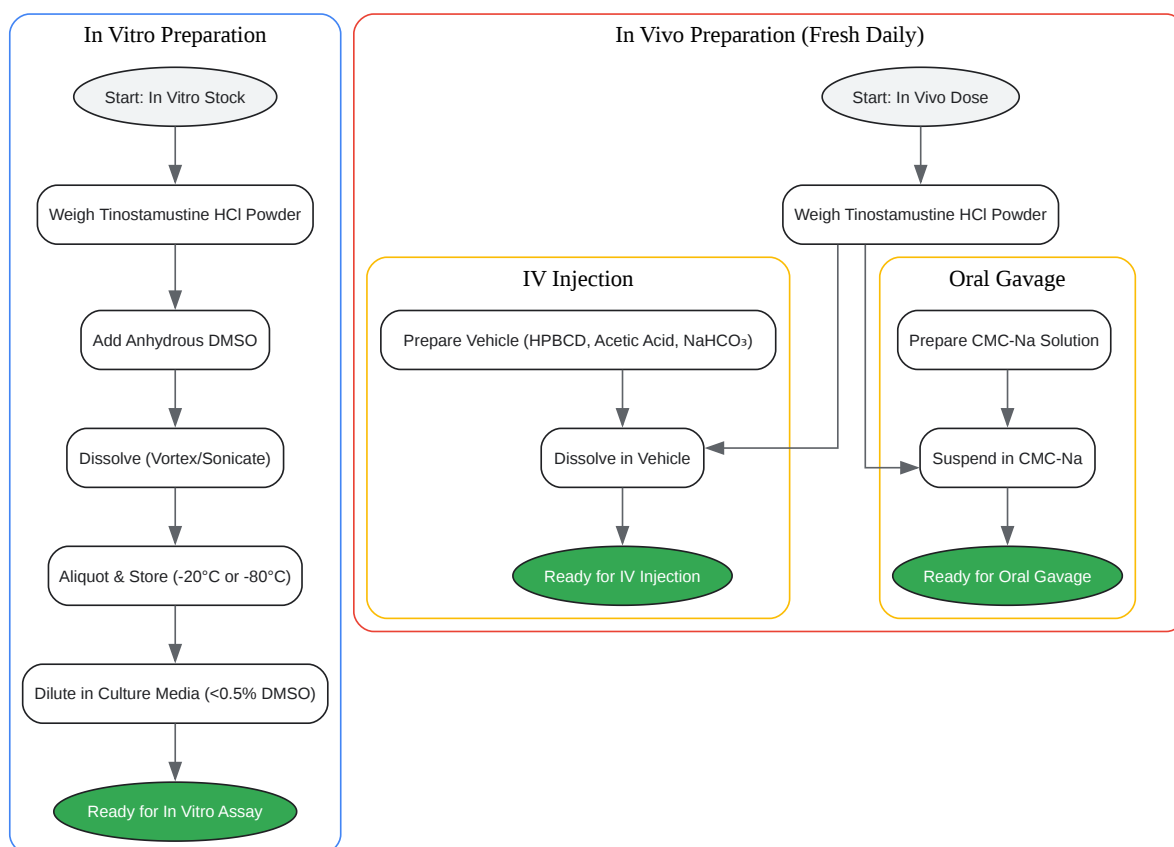 In Vitro Preparation
Start: In Vitro Stock
Weigh Tinostamustine HCl Powder
Add Anhydrous DMSO
Dissolve (Vortex/Sonicate)
Aliquot & Store (-20°C or -80°C)
Dilute in Culture Media (<0.5% DMSO)
Ready for In Vitro Assay
In Vivo Preparation (Fresh Daily)
Start: In Vivo Dose
Weigh Tinostamustine HCl Powder
IV Injection
Prepare Vehicle (HPBCD, Acetic Acid, NaHCO₃)
Dissolve in Vehicle
Ready for IV Injection
Oral Gavage
Prepare CMC-Na Solution
Suspend in CMC-Na
Ready for Oral Gavage